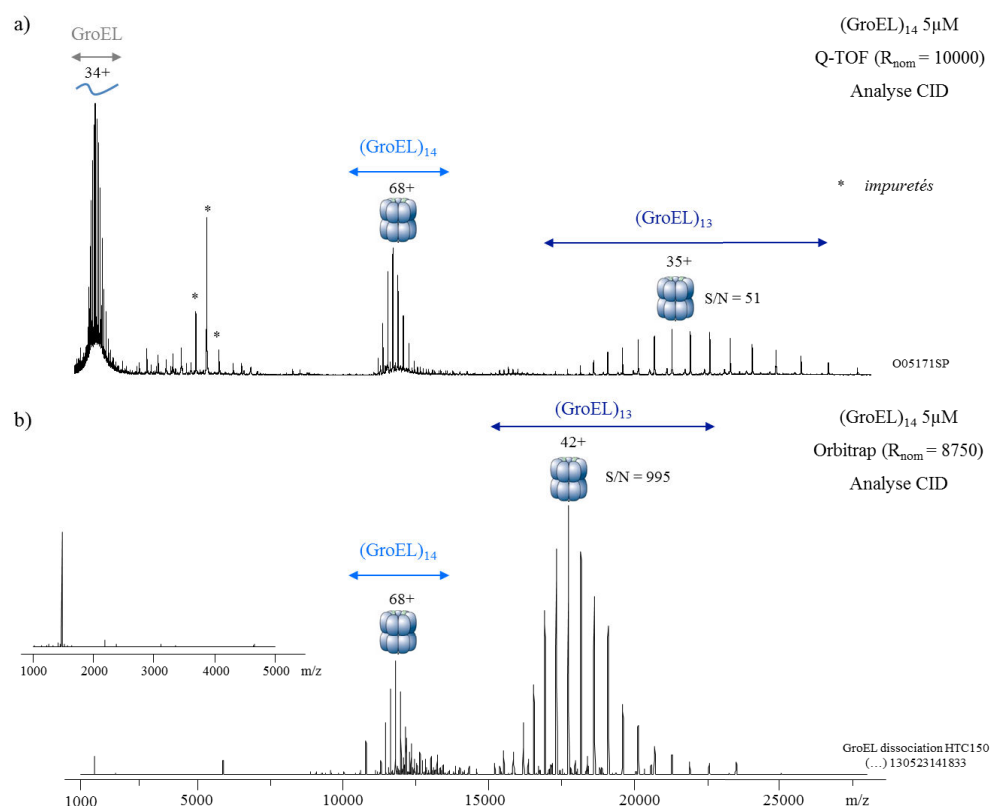 a)
GroEL
34+
(GroEL)₁₄ 5µM
Q-TOF (Rₙₒₘ = 10000)
Analyse CID
(GroEL)₁₄
68+
* impuretés
*
*
*
(GroEL)₁₃
35+
S/N = 51
O05171SP
b)
(GroEL)₁₃
42+
S/N = 995
(GroEL)₁₄ 5µM
Orbitrap (Rₙₒₘ = 8750)
Analyse CID
(GroEL)₁₄
68+
1000 2000 3000 4000 5000 m/z
GroEL dissociation HTC150
(…) 130523141833
1000 5000 10000 15000 20000 25000 m/z